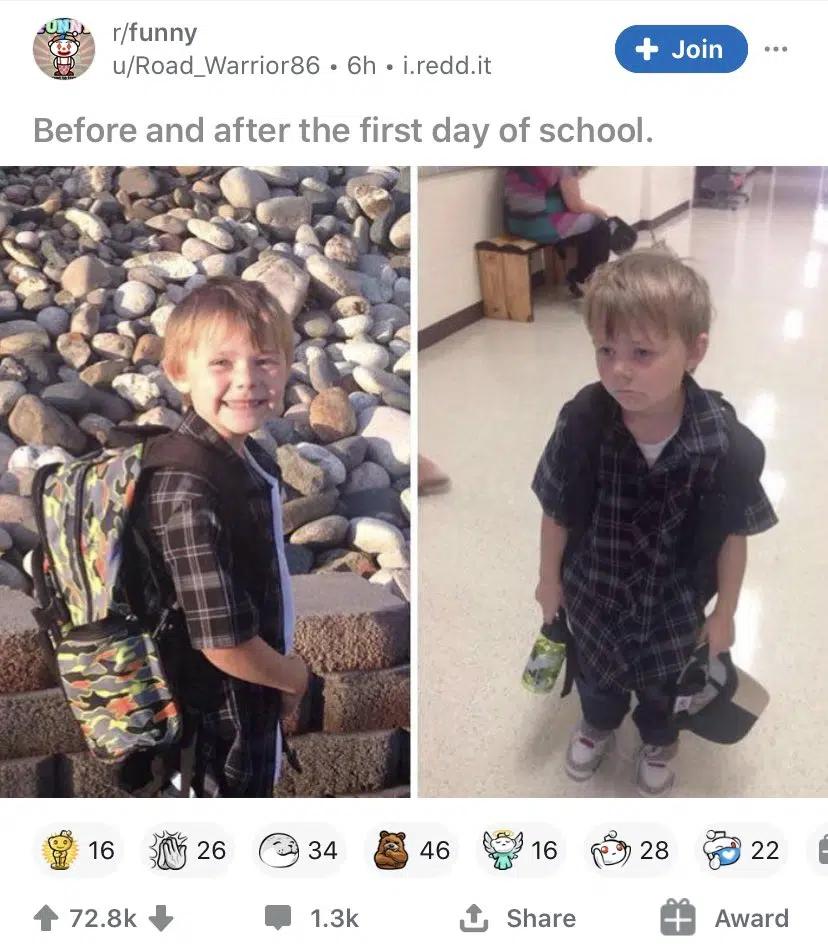 r/funny
u/Road_Warrior86 • 6h • i.redd.it
Join
Before and after the first day of school.
16
26
34
46
16
28
22
72.8k
1.3k
Share
Award